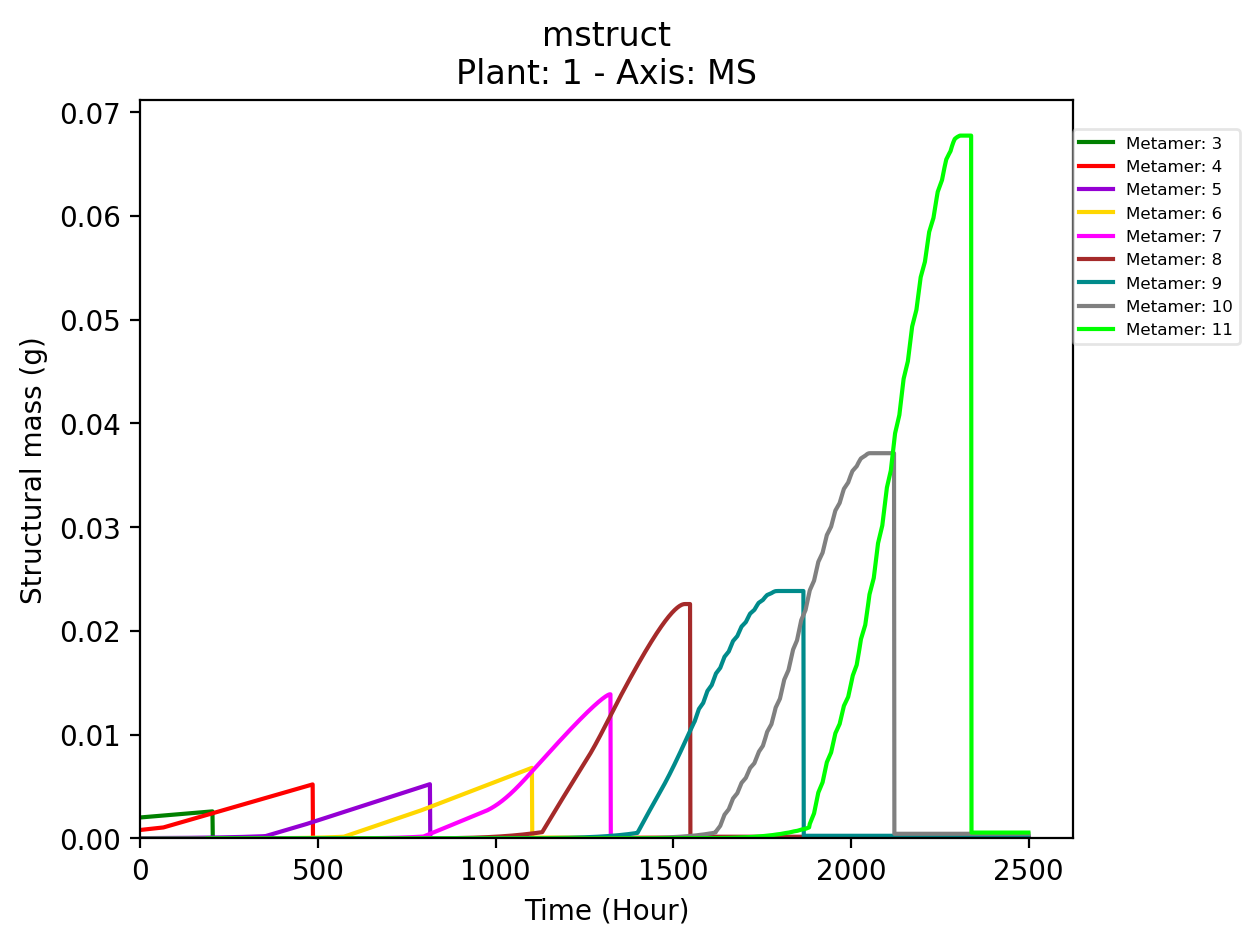 mstruct
Plant: 1 - Axis: MS
Structural mass (g)
0.07
0.06
0.05
0.04
0.03
0.02
0.01
0.00
0
500
1000
1500
2000
2500
Time (Hour)
Metamer: 3
Metamer: 4
Metamer: 5
Metamer: 6
Metamer: 7
Metamer: 8
Metamer: 9
Metamer: 10
Metamer: 11